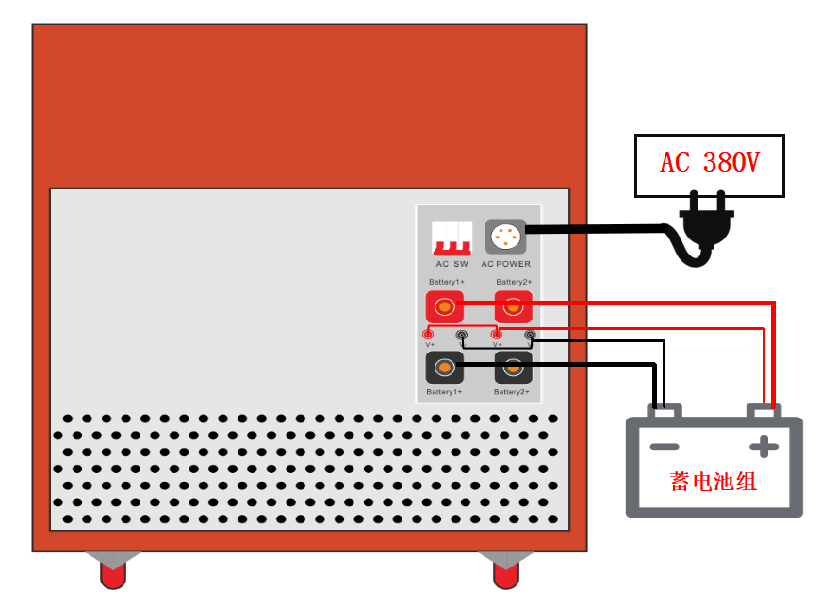 AC 380V
AC SW
AC POWER
Battery1+
Battery2+
V+
V+
Battery1+
Battery2+
蓄电池组